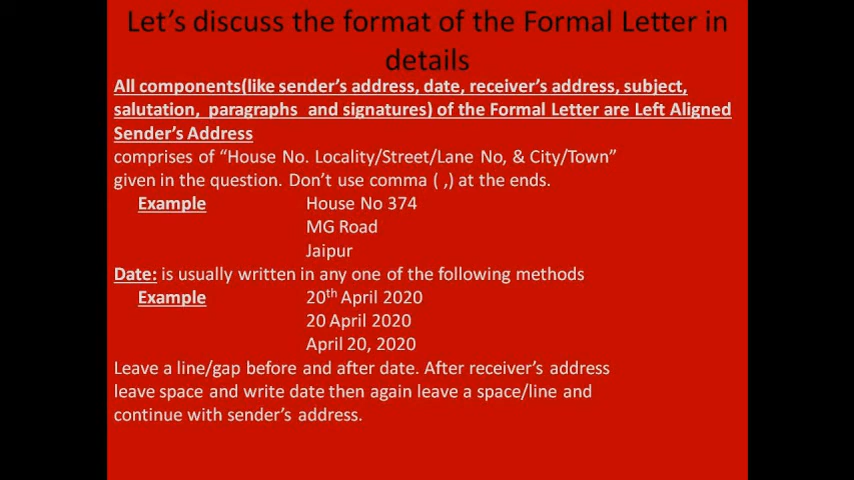 Let's discuss the format of the Formal Letter in
details
All components(like sender's address, date, receiver's address, subject,
salutation, paragraphs and signatures) of the Formal Letter are Left Aligned
Sender's Address
comprises of “House No. Locality/Street/Lane No, & City/Town”
given in the question. Don't use comma ( ,) at the ends.
Example House No 374
MG Road
Jaipur
Date: is usually written in any one of the following methods
Example 20th April 2020
20 April 2020
April 20, 2020
Leave a line/gap before and after date. After receiver's address
leave space and write date then again leave a space/line and
continue with sender's address.